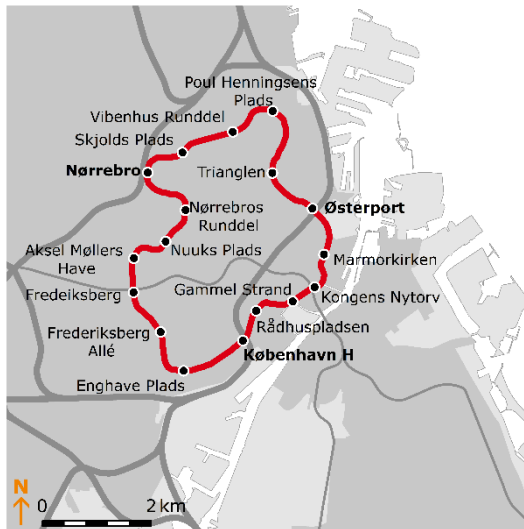 Poul Henningsens
Plads
Vibenhus Runddel
Skjolds Plads
Nørrebro
Trianglen
Nørrebros
Runddel
Østerport
Aksel Møllers
Have
Nuuks Plads
Marmorkirken
Gammel Strand
Fredeiksberg
Kongens Nytorv
Rådhuspladsen
Frederiksberg
Allé
København H
Enghave Plads
N
0 2 km